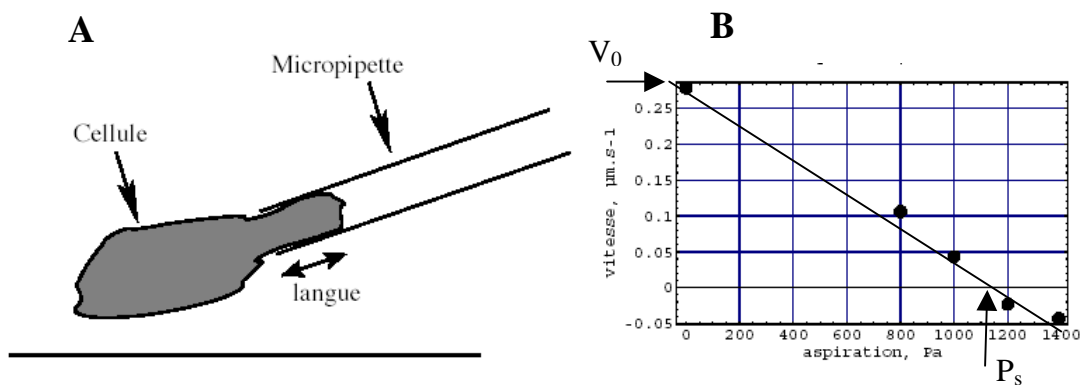 A
Micropipette
Cellule
langue
B
V₀
vitesse, µm.s-1
0.25
0.2
0.15
0.1
0.05
0
-0.05
0 200 400 600 800 1000 1200 1400
aspiration, Pa
Pₛ